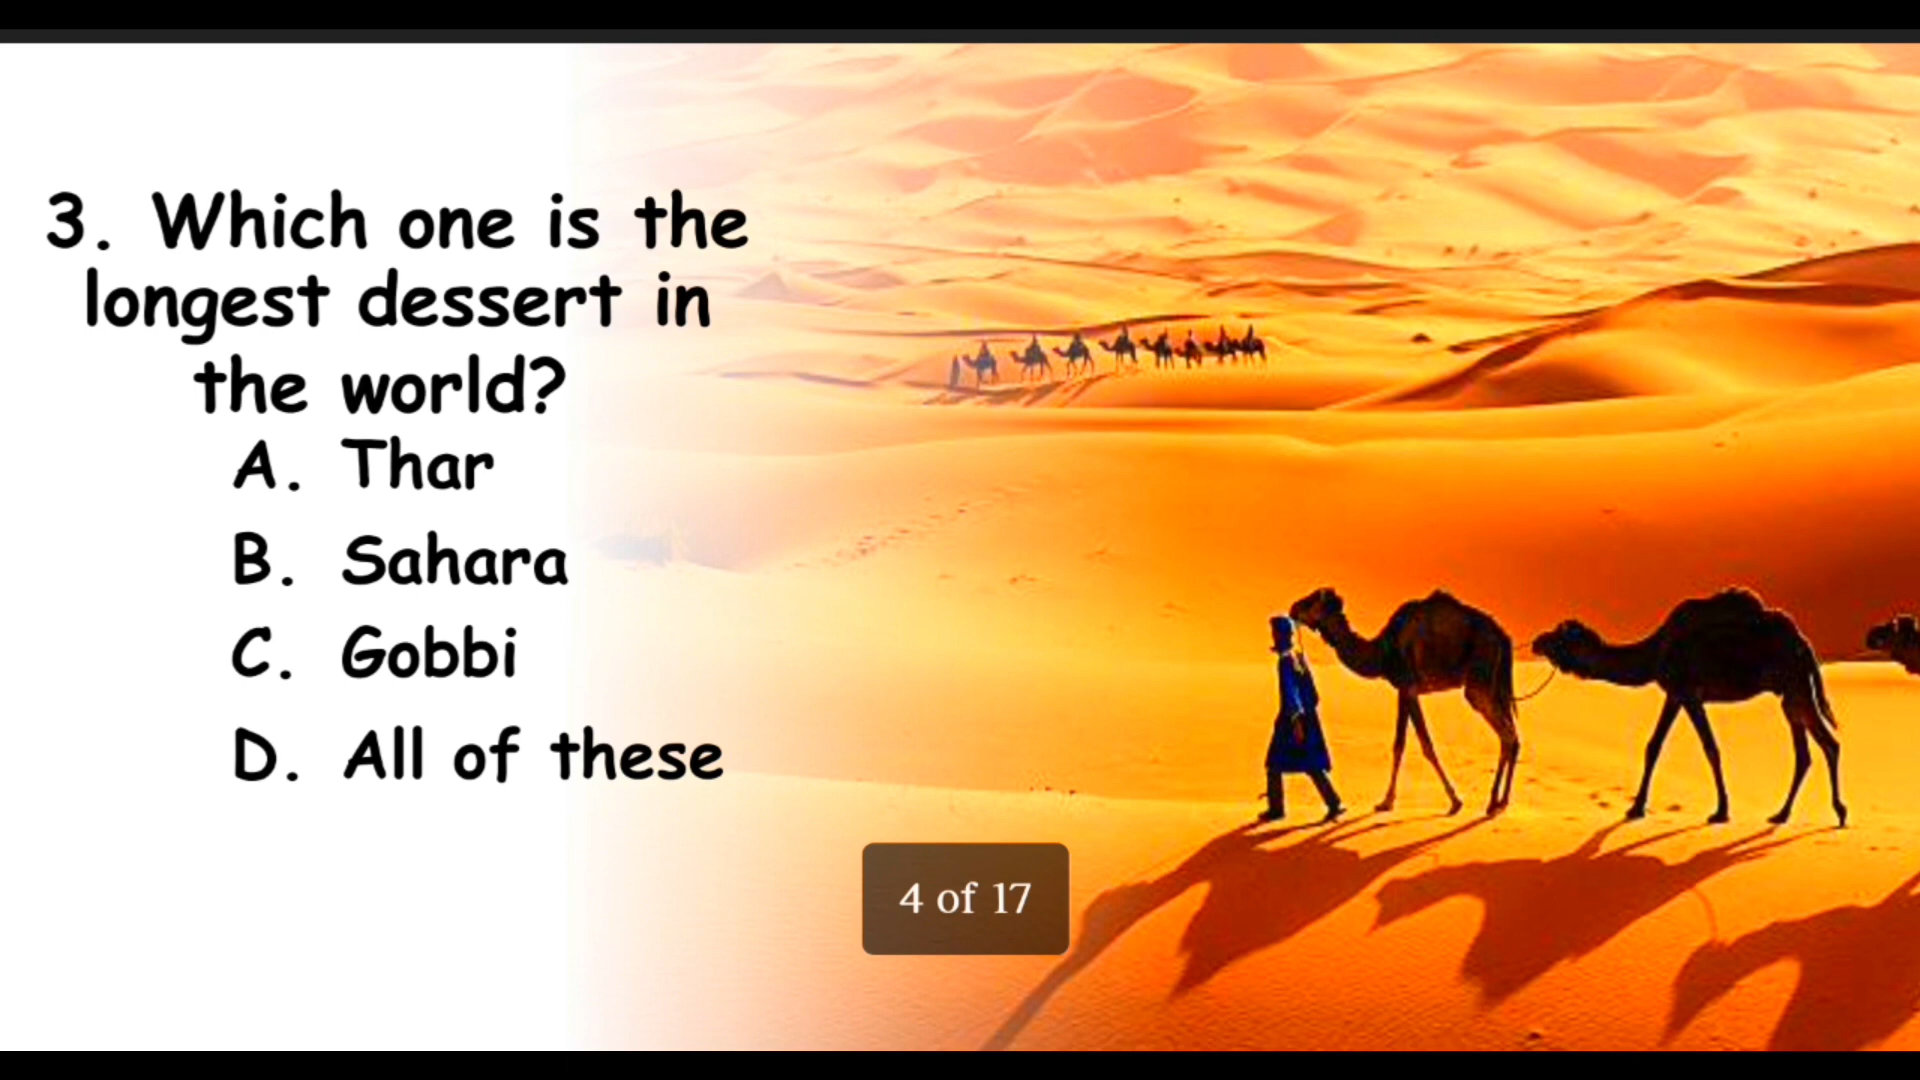 3. Which one is the
longest dessert in
the world?
A. Thar
B. Sahara
C. Gobbi
D. All of these
4 of 17